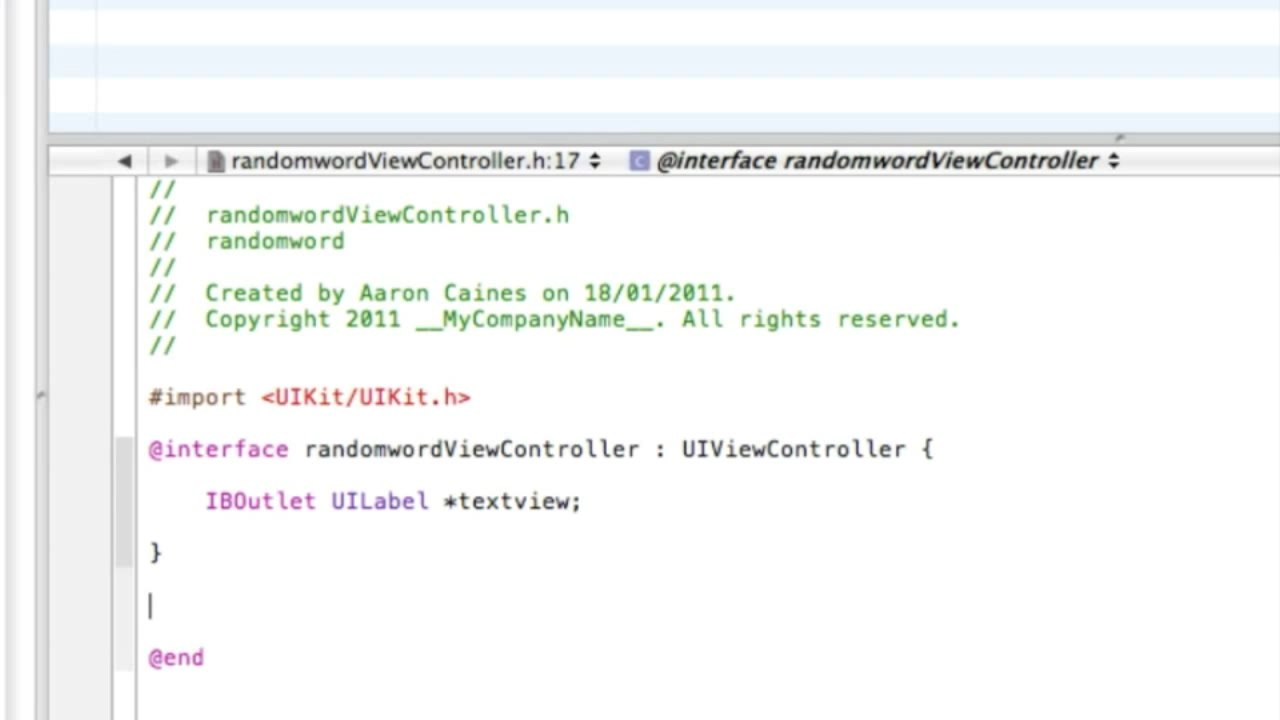 randomwordViewController.h:17 @interface randomwordViewController
//
// randomwordViewController.h
// randomword
//
// Created by Aaron Caines on 18/01/2011.
// Copyright 2011 __MyCompanyName__. All rights reserved.
//
#import <UIKit/UIKit.h>
@interface randomwordViewController : UIViewController {
IBOutlet UILabel *textview;
}
@end